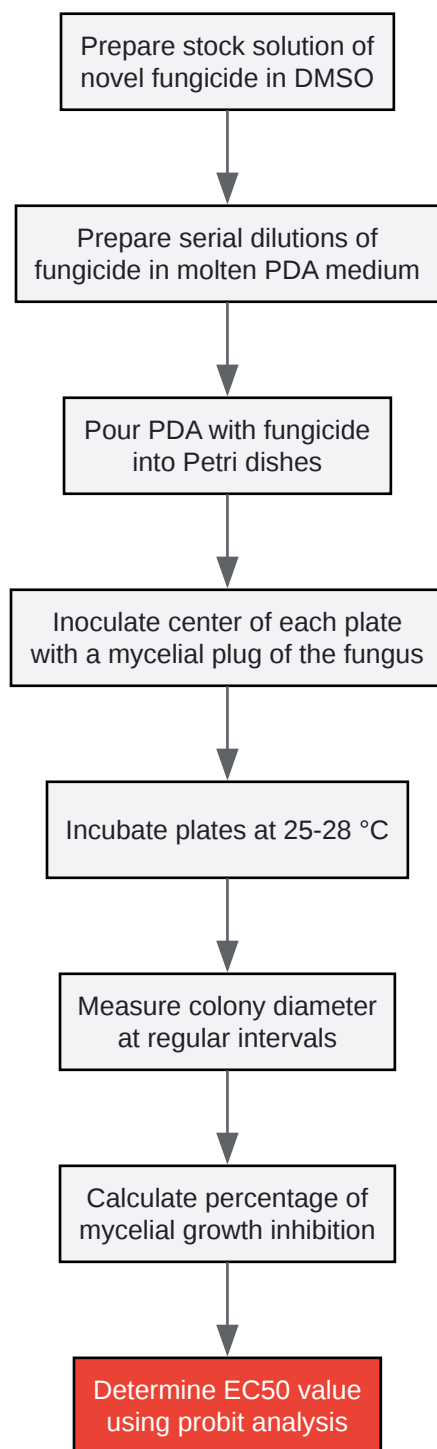 Prepare stock solution of
novel fungicide in DMSO
Prepare serial dilutions of
fungicide in molten PDA medium
Pour PDA with fungicide
into Petri dishes
Inoculate center of each plate
with a mycelial plug of the fungus
Incubate plates at 25-28 °C
Measure colony diameter
at regular intervals
Calculate percentage of
mycelial growth inhibition
Determine EC50 value
using probit analysis